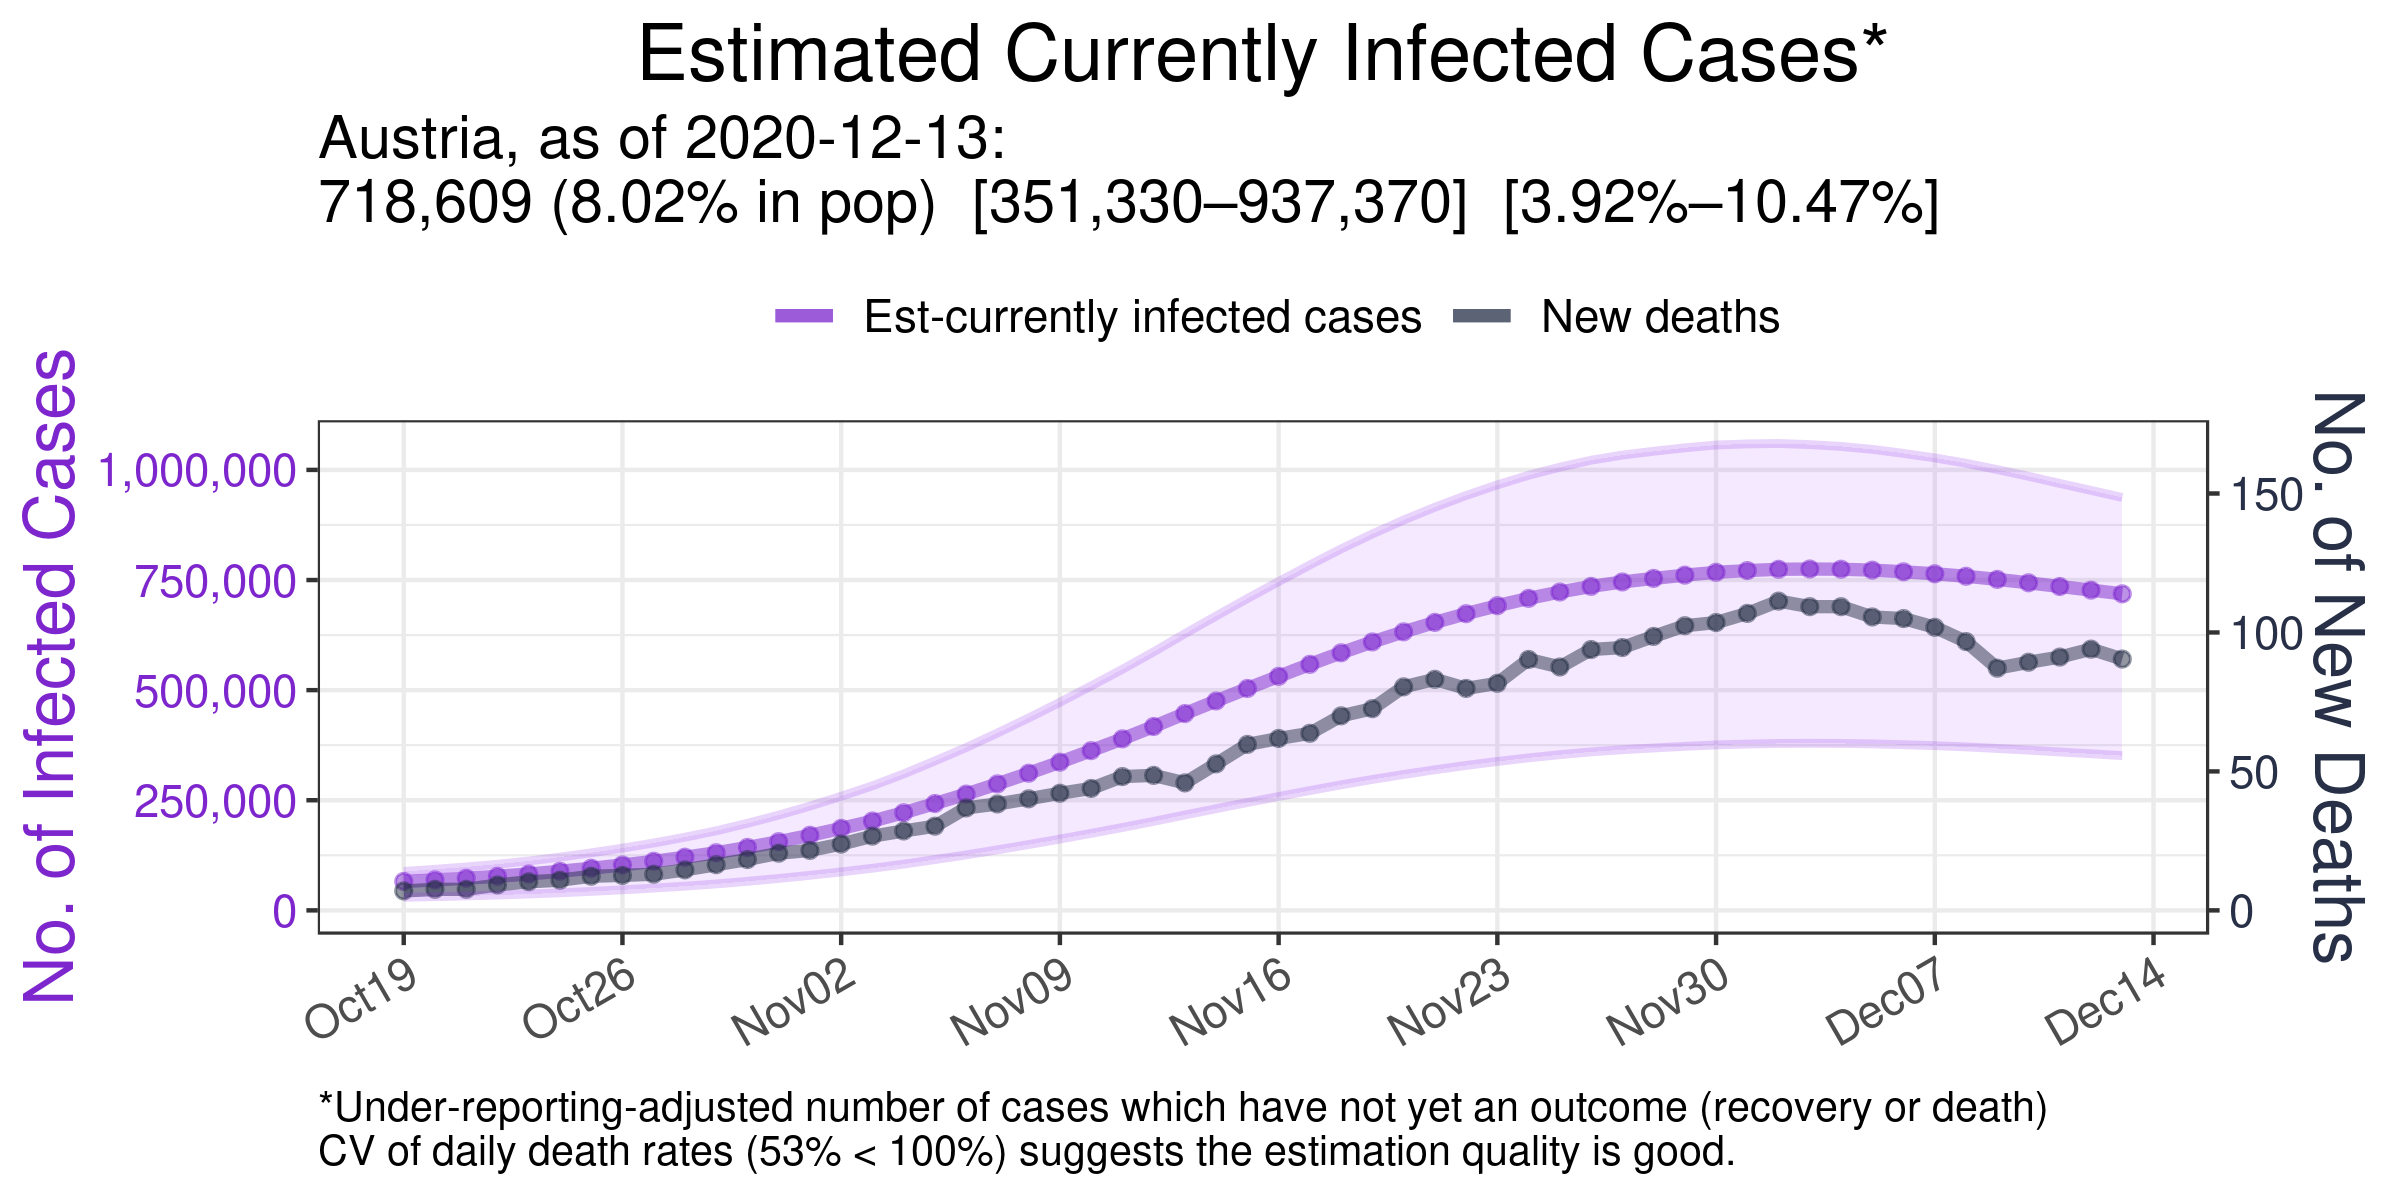 Estimated Currently Infected Cases*
Austria, as of 2020-12-13:
718,609 (8.02% in pop)  [351,330–937,370]  [3.92%–10.47%]
Est-currently infected cases
New deaths
No. of Infected Cases
1,000,000
750,000
500,000
250,000
0
No. of New Deaths
150
100
50
0
Oct19
Oct26
Nov02
Nov09
Nov16
Nov23
Nov30
Dec07
Dec14
*Under-reporting-adjusted number of cases which have not yet an outcome (recovery or death)
CV of daily death rates (53% < 100%) suggests the estimation quality is good.